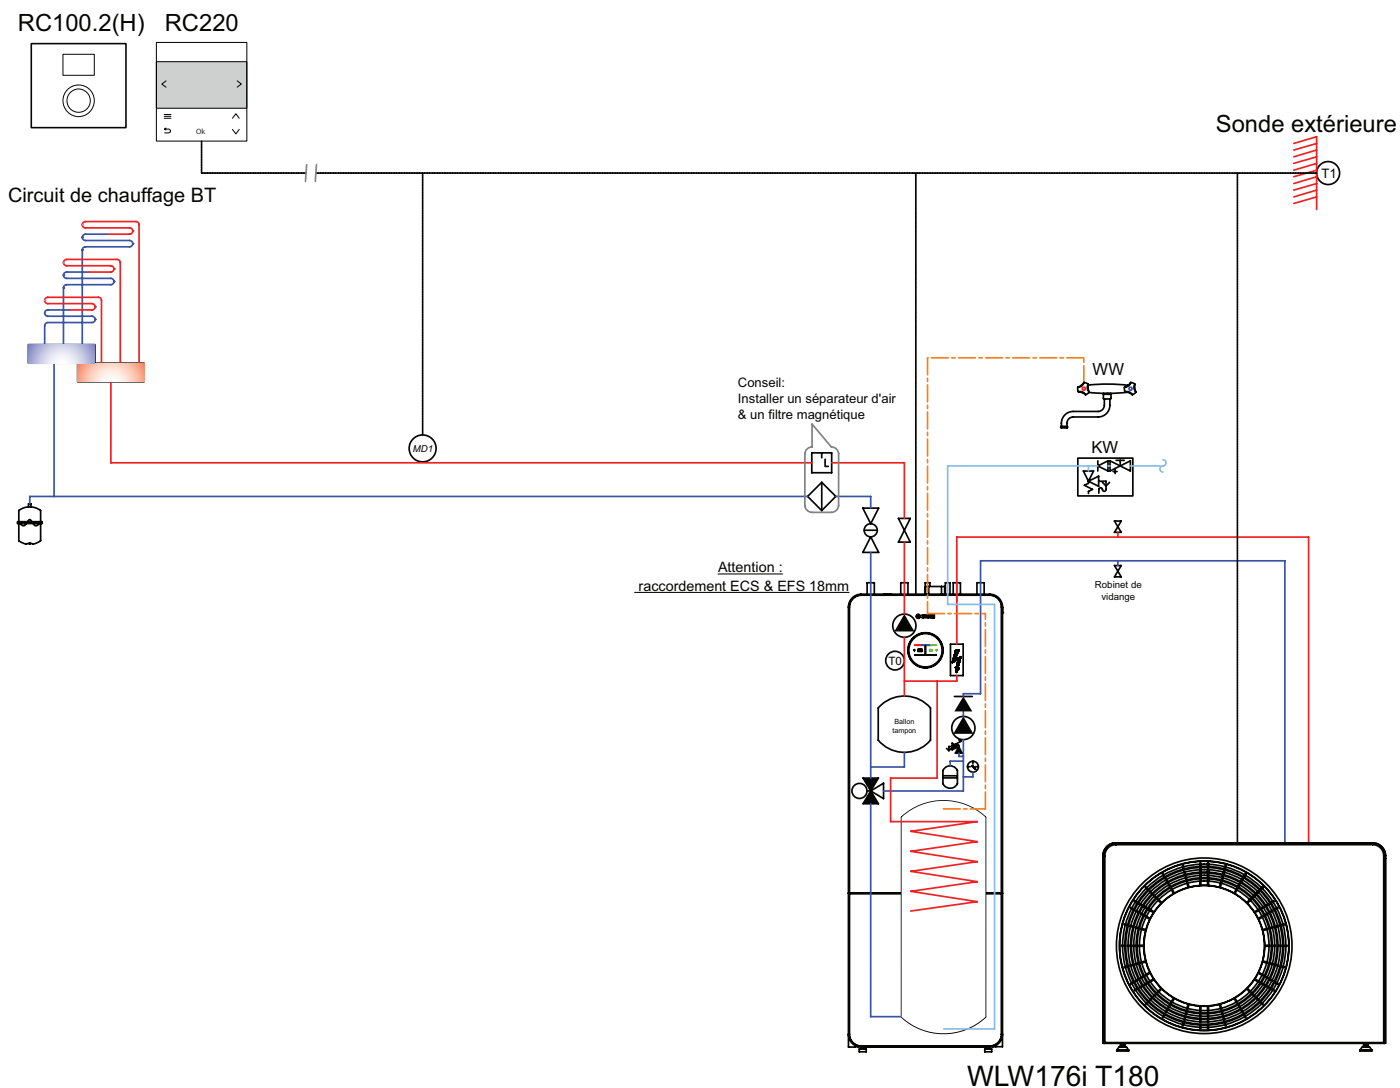 RC100.2(H) RC220
Ok
Sonde extérieure
T1
Circuit de chauffage BT
WW
Conseil:
Installer un séparateur d'air
& un filtre magnétique
MD1
KW
Attention :
raccordement ECS & EFS 18mm
Robinet de
vidange
T0
Ballon
tampon
WLW176i T180